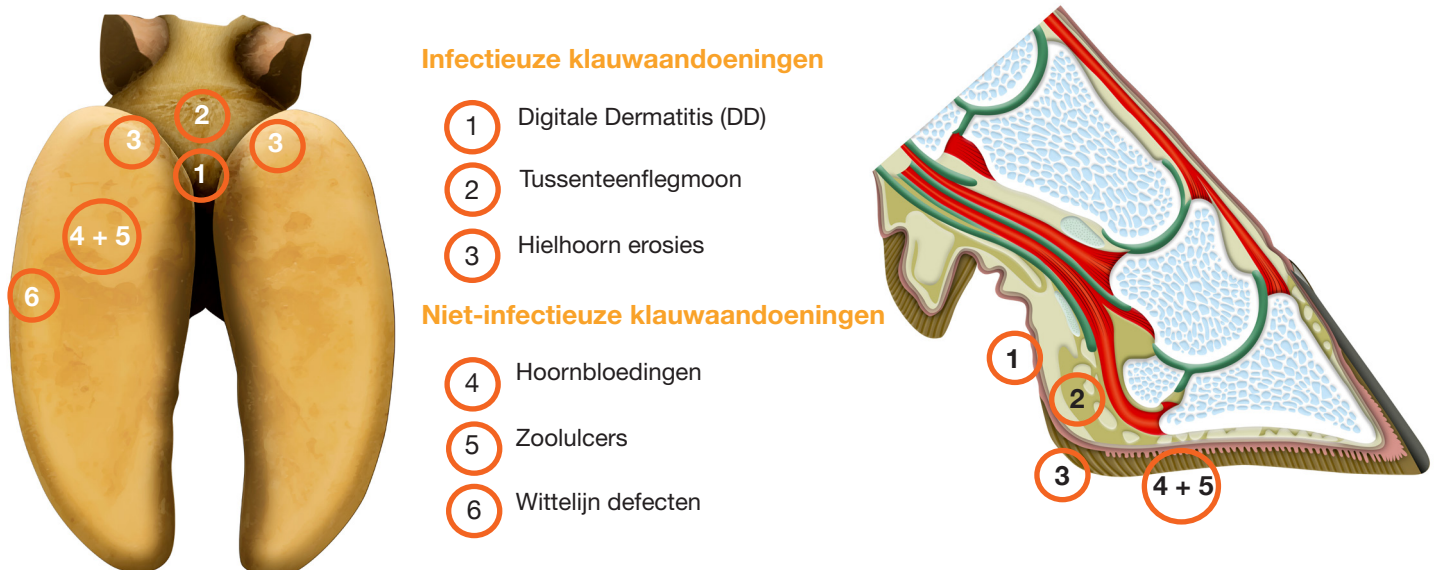 2
3
3
1
4 + 5
6
Infectieuze klauwaandoeningen
1 Digitale Dermatitis (DD)
2 Tussenteenflegmoon
3 Hielhoorn erosies
Niet-infectieuze klauwaandoeningen
4 Hoornbloedingen
5 Zoolulcers
6 Wittelijn defecten
1
2
3
4 + 5